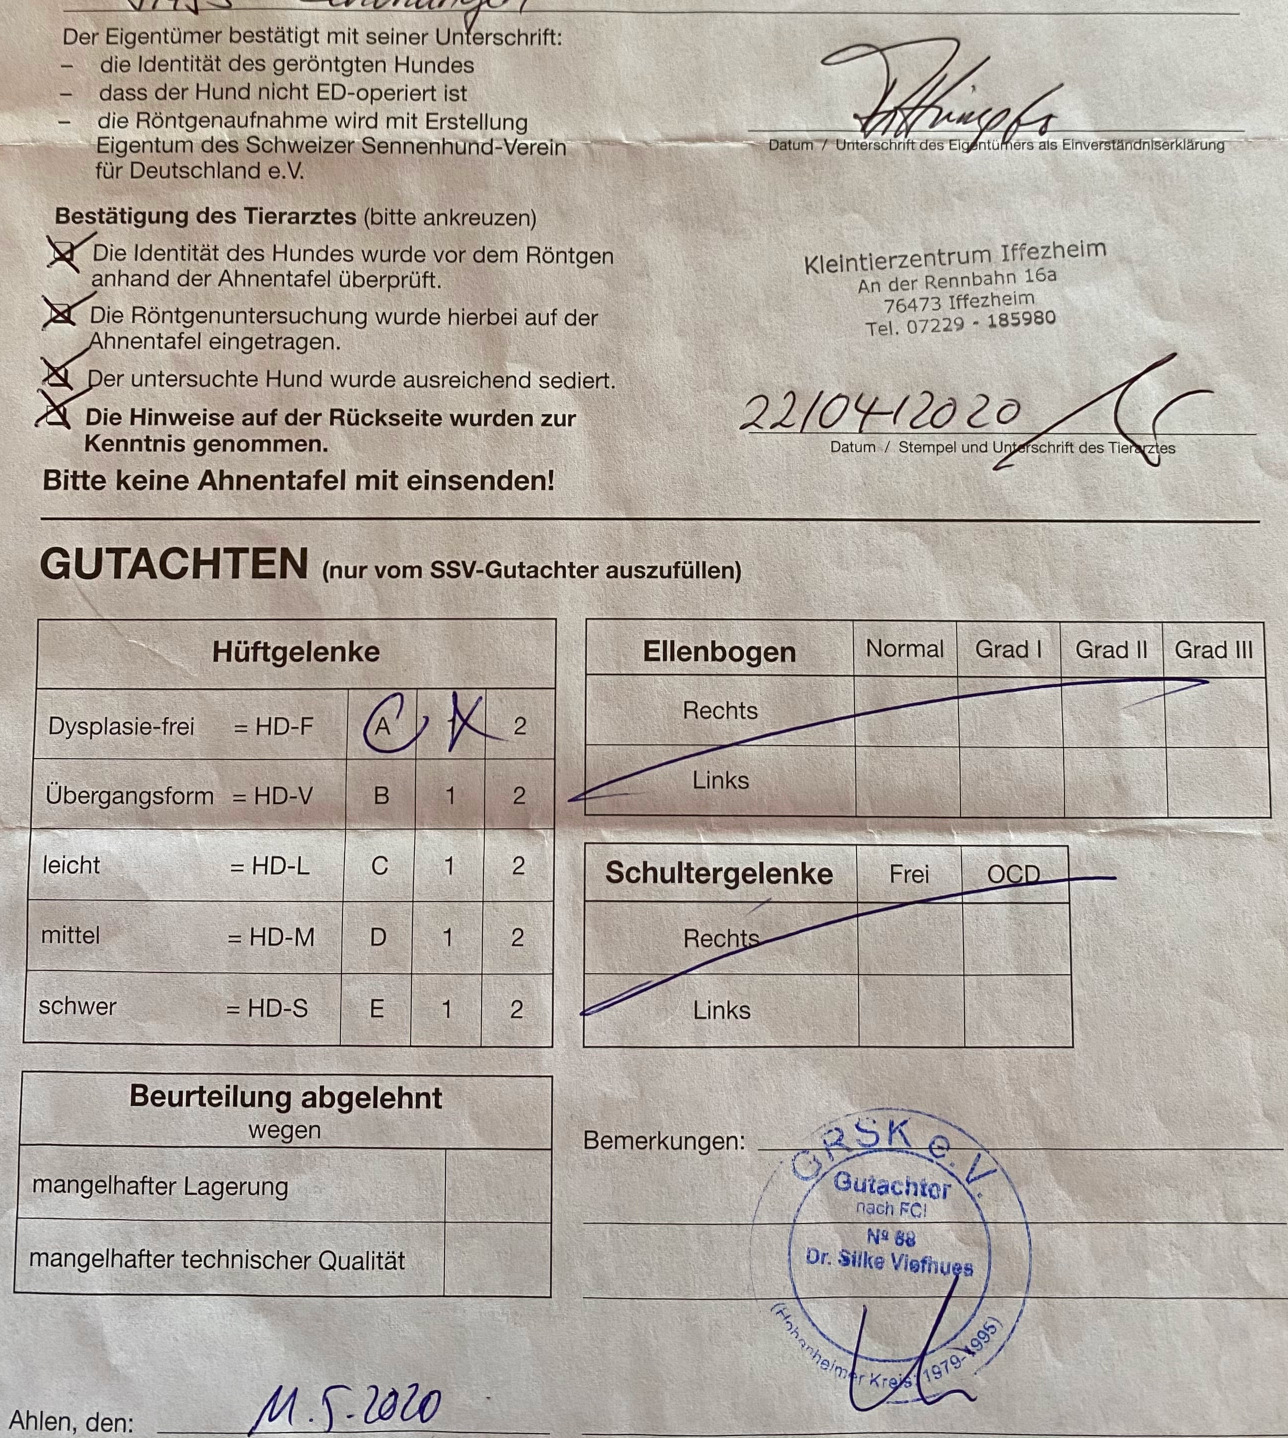 Der Eigentümer bestätigt mit seiner Unterschrift:
– die Identität des geröntgten Hundes
– dass der Hund nicht ED-operiert ist
– die Röntgenaufnahme wird mit Erstellung
Eigentum des Schweizer Sennenhund-Verein
für Deutschland e.V.
Datum / Unterschrift des Eigentümers als Einverständniserklärung
Bestätigung des Tierarztes (bitte ankreuzen)
Die Identität des Hundes wurde vor dem Röntgen
anhand der Ahnentafel überprüft.
Die Röntgenuntersuchung wurde hierbei auf der
Ahnentafel eingetragen.
Der untersuchte Hund wurde ausreichend sediert.
Die Hinweise auf der Rückseite wurden zur
Kenntnis genommen.
Bitte keine Ahnentafel mit einsenden!
Kleintierzentrum Iffezheim
An der Rennbahn 16a
76473 Iffezheim
Tel. 07229 - 185980
22/04/2020
Datum / Stempel und Unterschrift des Tierarztes
GUTACHTEN (nur vom SSV-Gutachter auszufüllen)
Hüftgelenke
Dysplasie-frei = HD-F A 1 2
Übergangsform = HD-V B 1 2
leicht = HD-L C 1 2
mittel = HD-M D 1 2
schwer = HD-S E 1 2
Ellenbogen Normal Grad I Grad II Grad III
Rechts
Links
Schultergelenke Frei OCD
Rechts
Links
Beurteilung abgelehnt
wegen
mangelhafter Lagerung
mangelhafter technischer Qualität
Bemerkungen:
GRSK e.V.
Gutachter
nach FCI
Nº 68
Dr. Silke Viefhues
(Hohenheimer Kreis: 1979-1995)
Ahlen, den: 11.5.2020